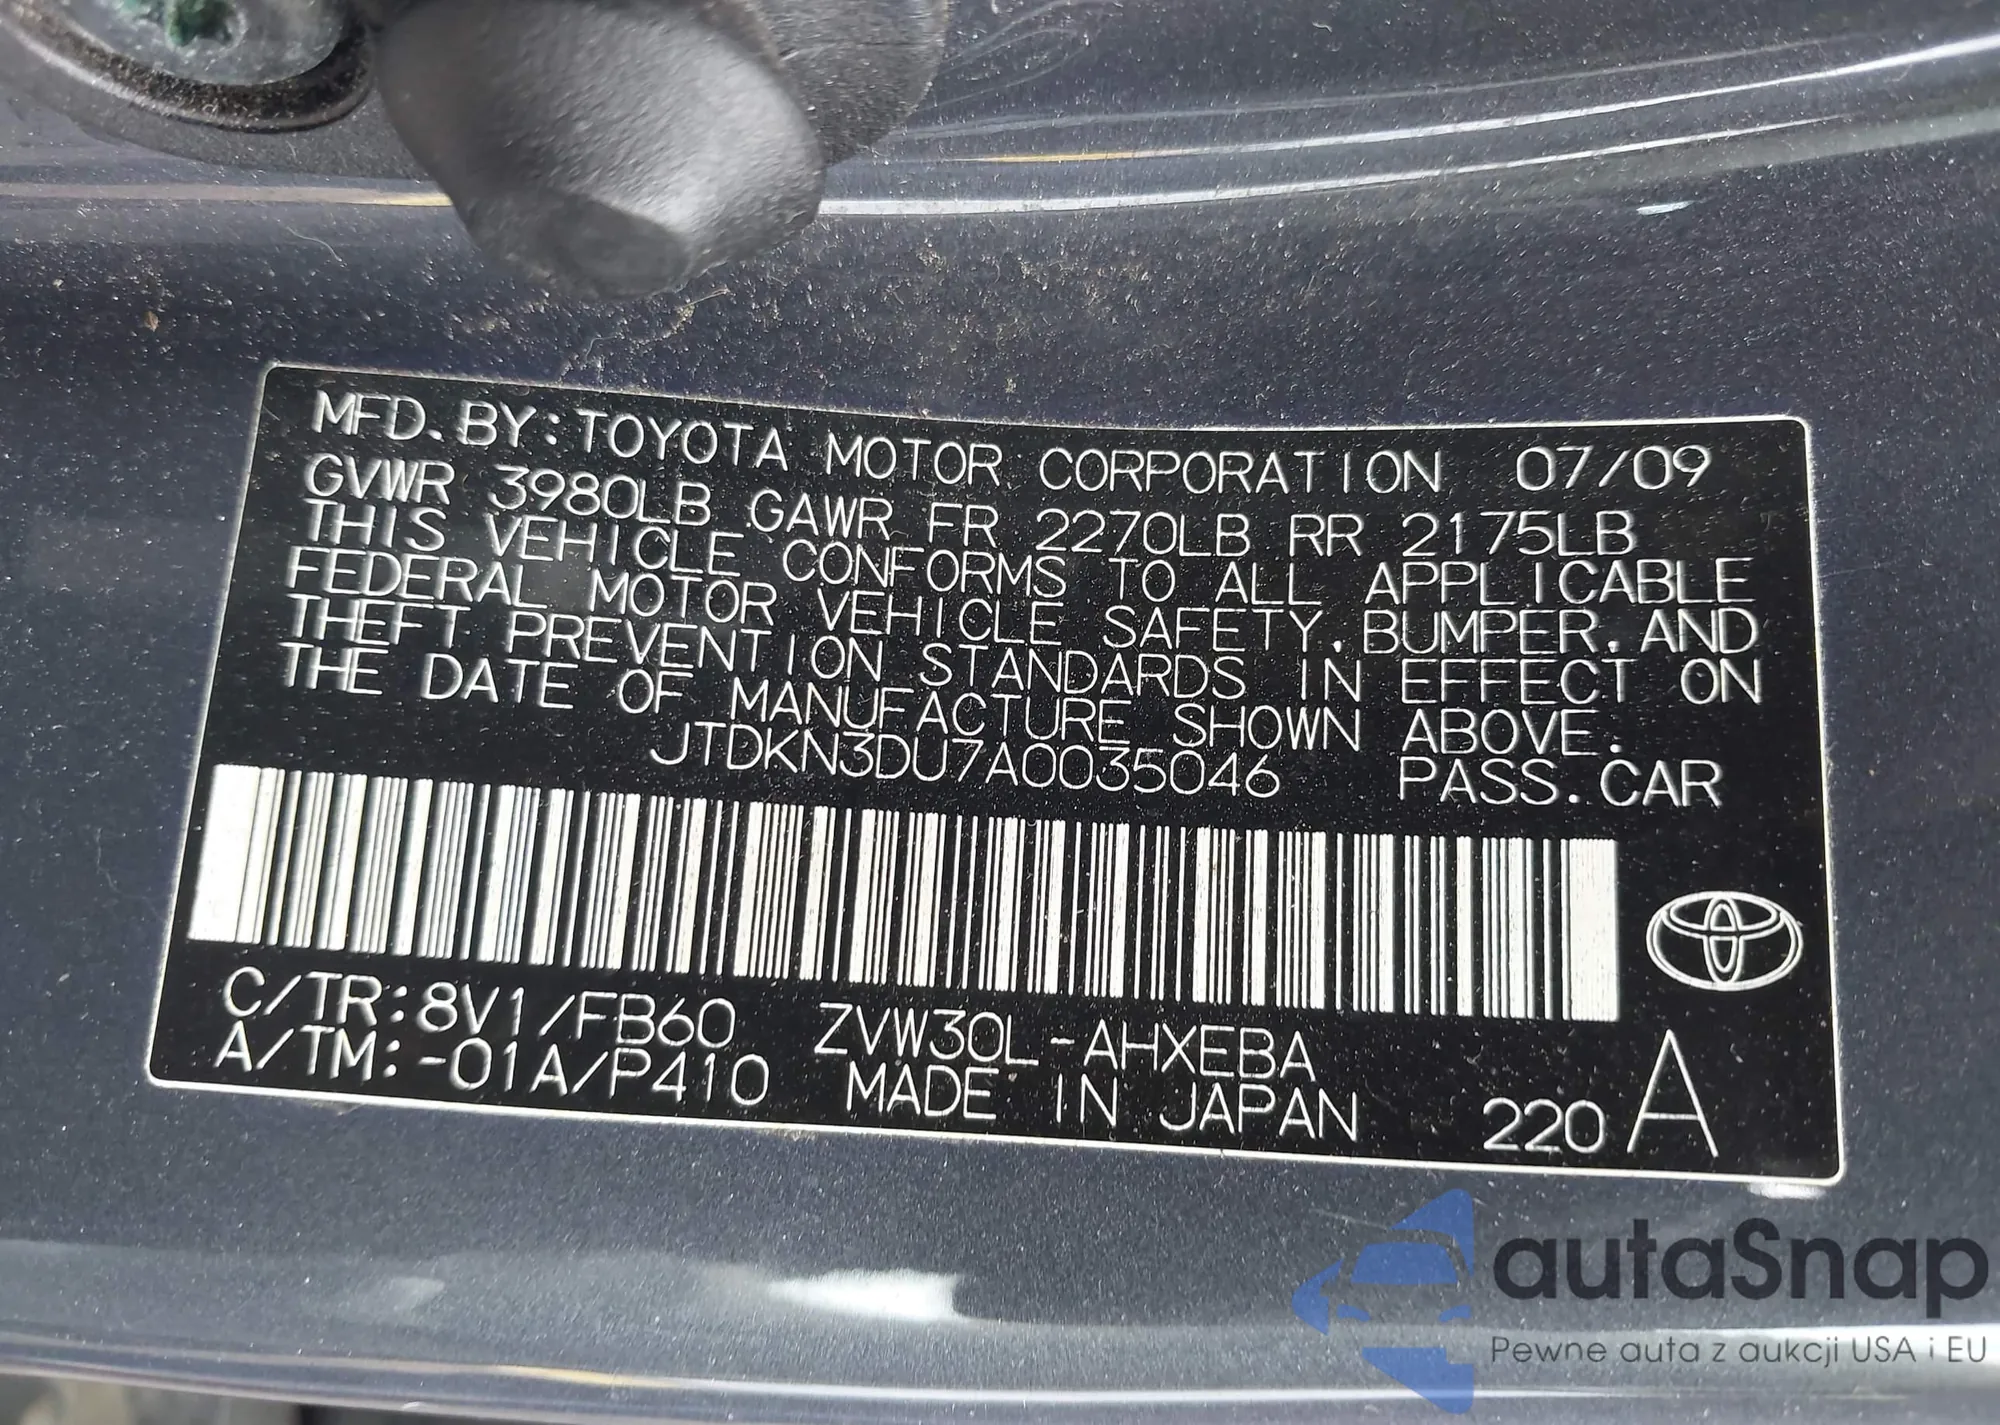 MFD.BY:TOYOTA MOTOR CORPORATION 07/09
GVWR 3980LB GAWR FR 2270LB RR 2175LB
THIS VEHICLE CONFORMS TO ALL APPLICABLE
FEDERAL MOTOR VEHICLE SAFETY.BUMPER.AND
THEFT PREVENTION STANDARDS IN EFFECT ON
THE DATE OF MANUFACTURE SHOWN ABOVE.
JTDKN3DU7A0035046 PASS.CAR
C/TR:8V1/FB60 ZVW30L-AHXEBA
A/TM:-01A/P410 MADE IN JAPAN 220 A
autaSnap
Pewne auta z aukcji USA i EU